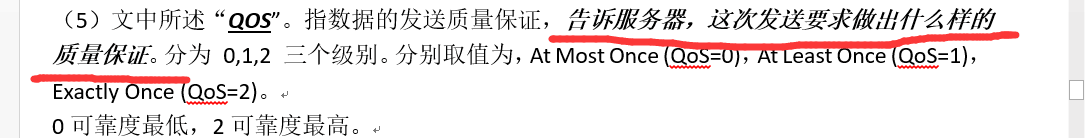 （5）文中所述“QOS”。指数据的发送质量保证，告诉服务器，这次发送要求做出什么样的
质量保证。分为 0,1,2 三个级别。分别取值为，At Most Once (QoS=0)，At Least Once (QoS=1)，
Exactly Once (QoS=2)。
0 可靠度最低，2 可靠度最高。